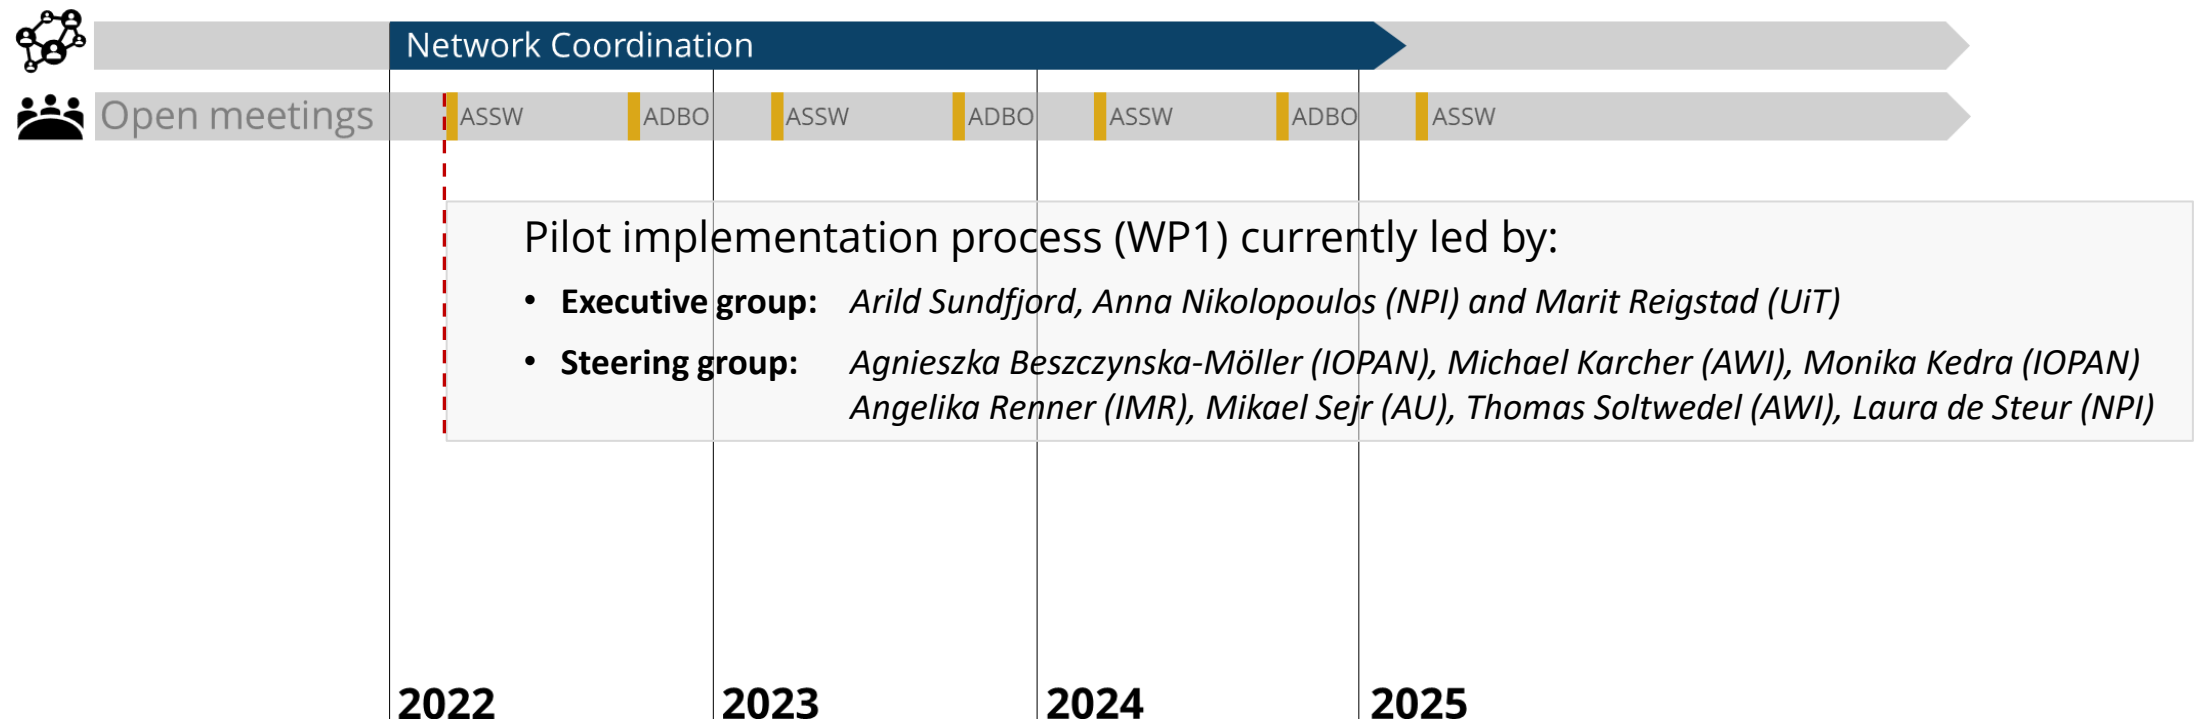 Network Coordination
Open meetings ASSW ADBO ASSW ADBO ASSW ADBO ASSW
Pilot implementation process (WP1) currently led by:
• Executive group: Arild Sundfjord, Anna Nikolopoulos (NPI) and Marit Reigstad (UiT)
• Steering group: Agnieszka Beszczynska-Möller (IOPAN), Michael Karcher (AWI), Monika Kedra (IOPAN)
Angelika Renner (IMR), Mikael Sejr (AU), Thomas Soltwedel (AWI), Laura de Steur (NPI)
2022 2023 2024 2025